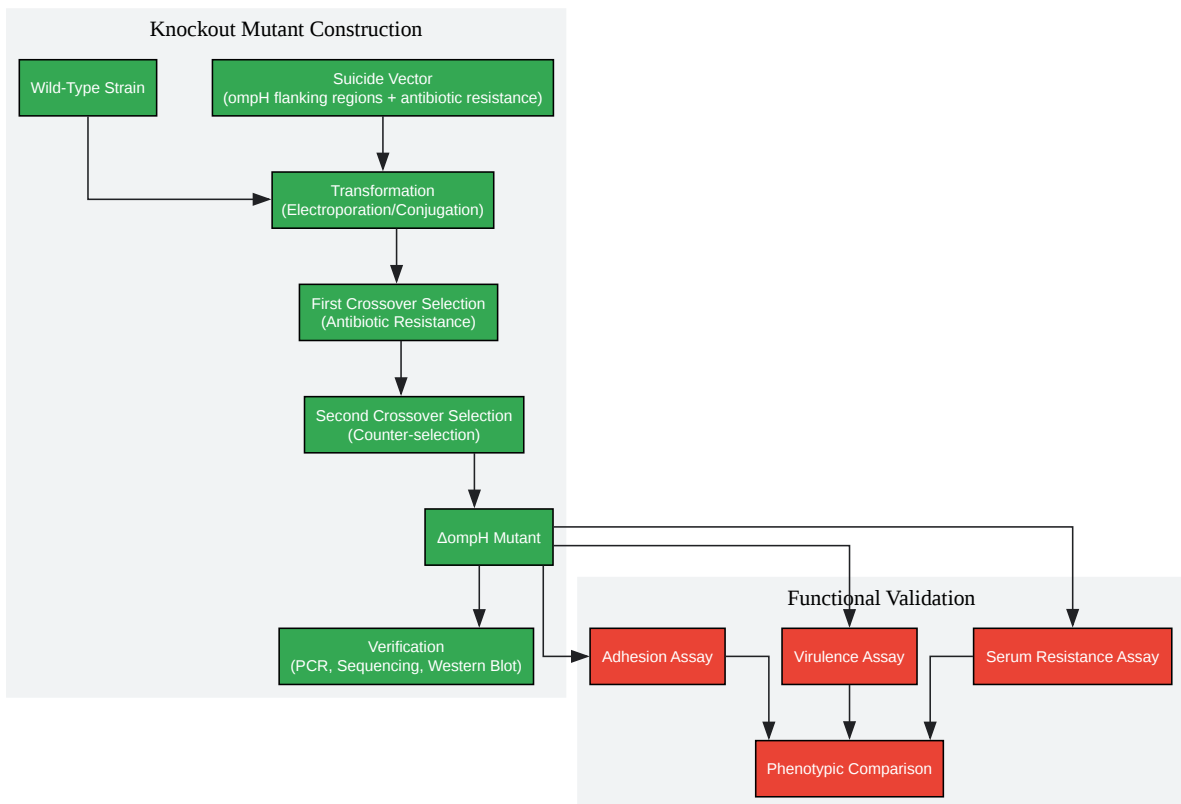 Knockout Mutant Construction
Wild-Type Strain
Suicide Vector
(ompH flanking regions + antibiotic resistance)
Transformation
(Electroporation/Conjugation)
First Crossover Selection
(Antibiotic Resistance)
Second Crossover Selection
(Counter-selection)
ΔompH Mutant
Verification
(PCR, Sequencing, Western Blot)
Functional Validation
Adhesion Assay
Virulence Assay
Serum Resistance Assay
Phenotypic Comparison